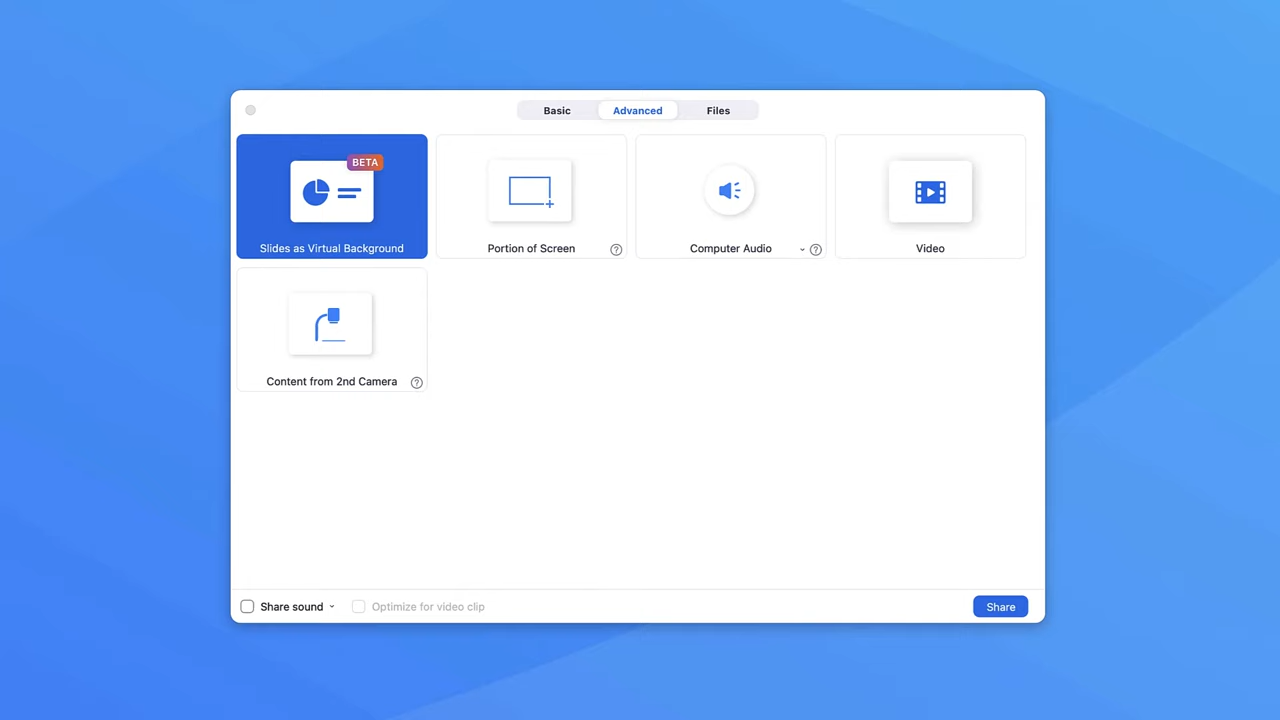 Basic
Advanced
Files
BETA
Slides as Virtual Background
Portion of Screen
?
Computer Audio
?
Video
Content from 2nd Camera
?
Share sound
Optimize for video clip
Share